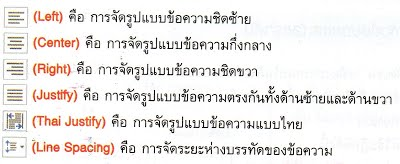 (Left) คือ การจัดรูปแบบข้อความชิดซ้าย
(Center) คือ การจัดรูปแบบข้อความกึ่งกลาง
(Right) คือ การจัดรูปแบบข้อความชิดขวา
(Justify) คือ การจัดรูปแบบข้อความตรงกันทั้งด้านซ้ายและด้านขวา
(Thai Justify) คือ การจัดรูปแบบข้อความแบบไทย
(Line Spacing) คือ การจัดระยะห่างบรรทัดของข้อความ